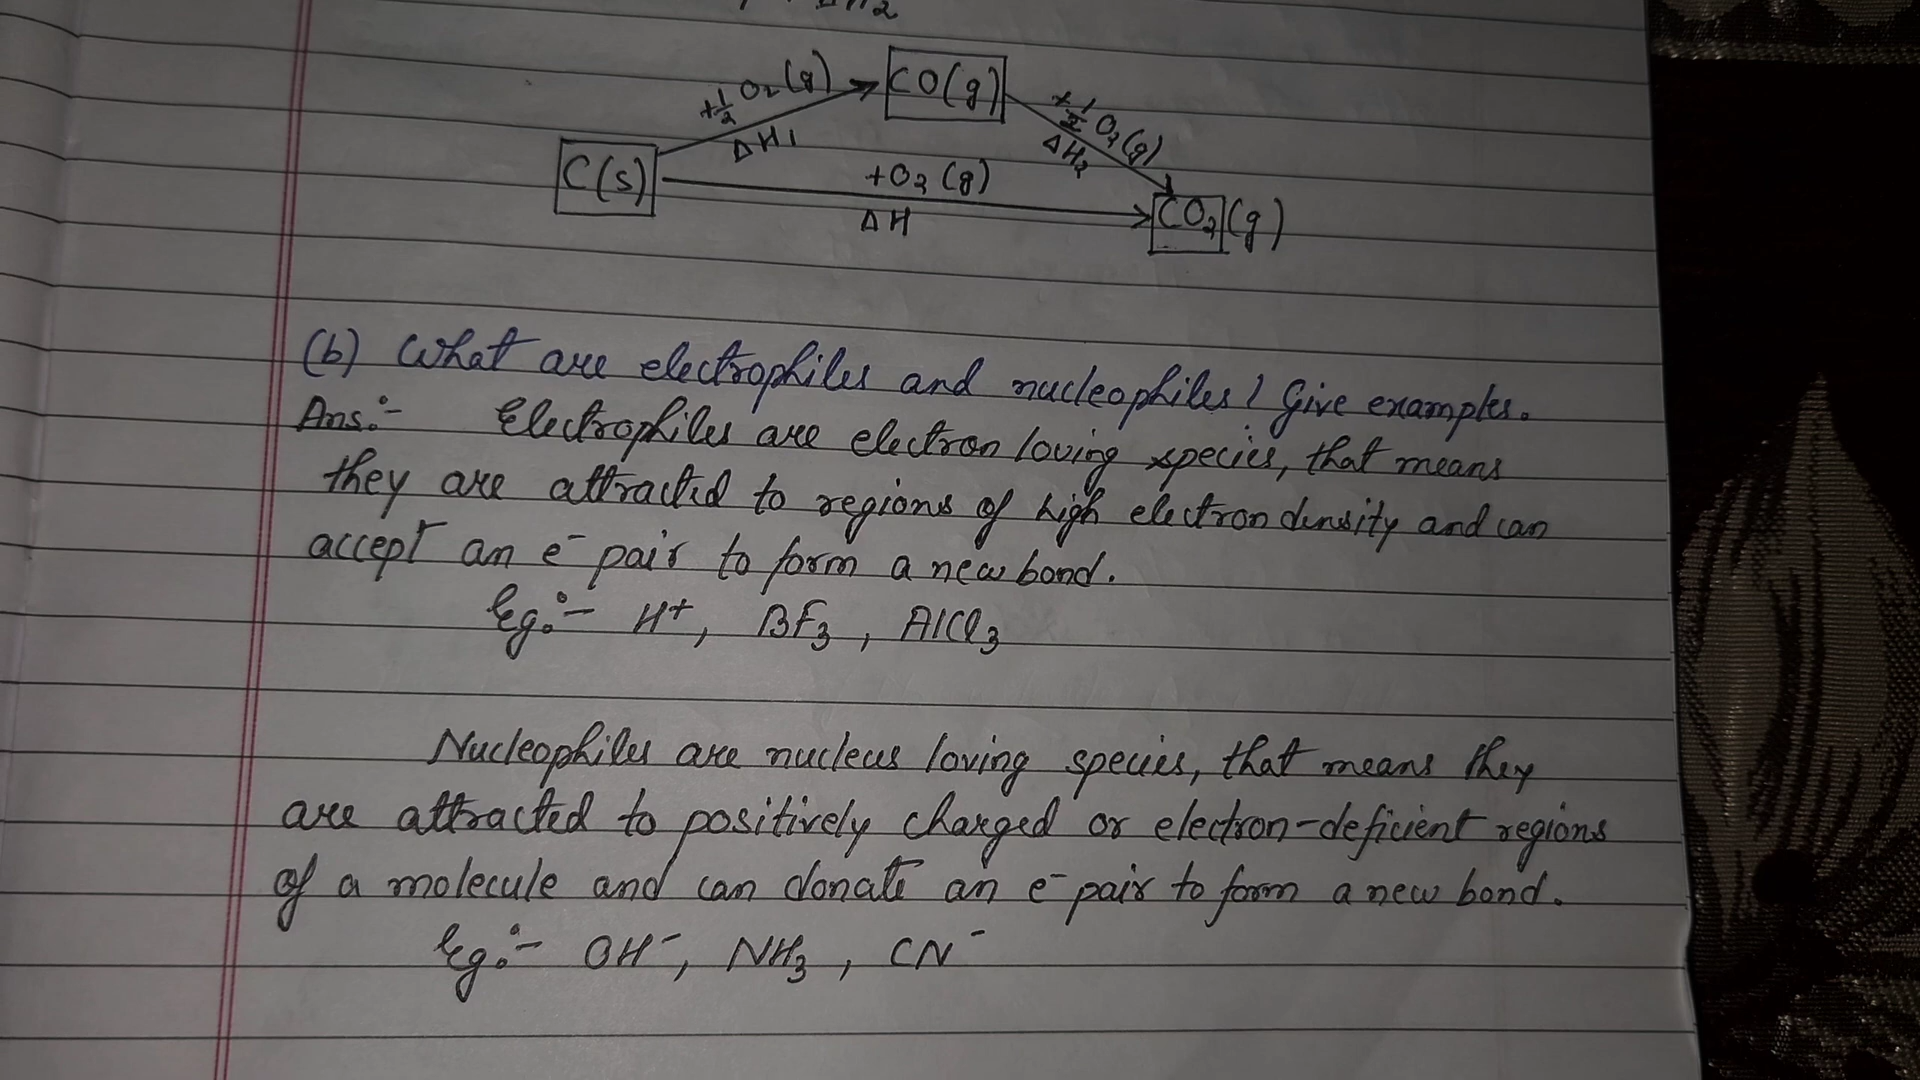 +1/2 O₂(g) CO(g) +1/2 O₂(g)
ΔH₁ ΔH₂
C(s) +O₂(g)
ΔH CO₂(g)
(b) What are electrophiles and nucleophiles? Give examples.
Ans:- Electrophiles are electron loving species, that means
they are attracted to regions of high electron density and can
accept an e⁻ pair to form a new bond.
Eg:- H⁺, BF₃, AlCl₃
Nucleophiles are nucleus loving species, that means they
are attracted to positively charged or electron-deficient regions
of a molecule and can donate an e⁻ pair to form a new bond.
Eg:- OH⁻, NH₃, CN⁻